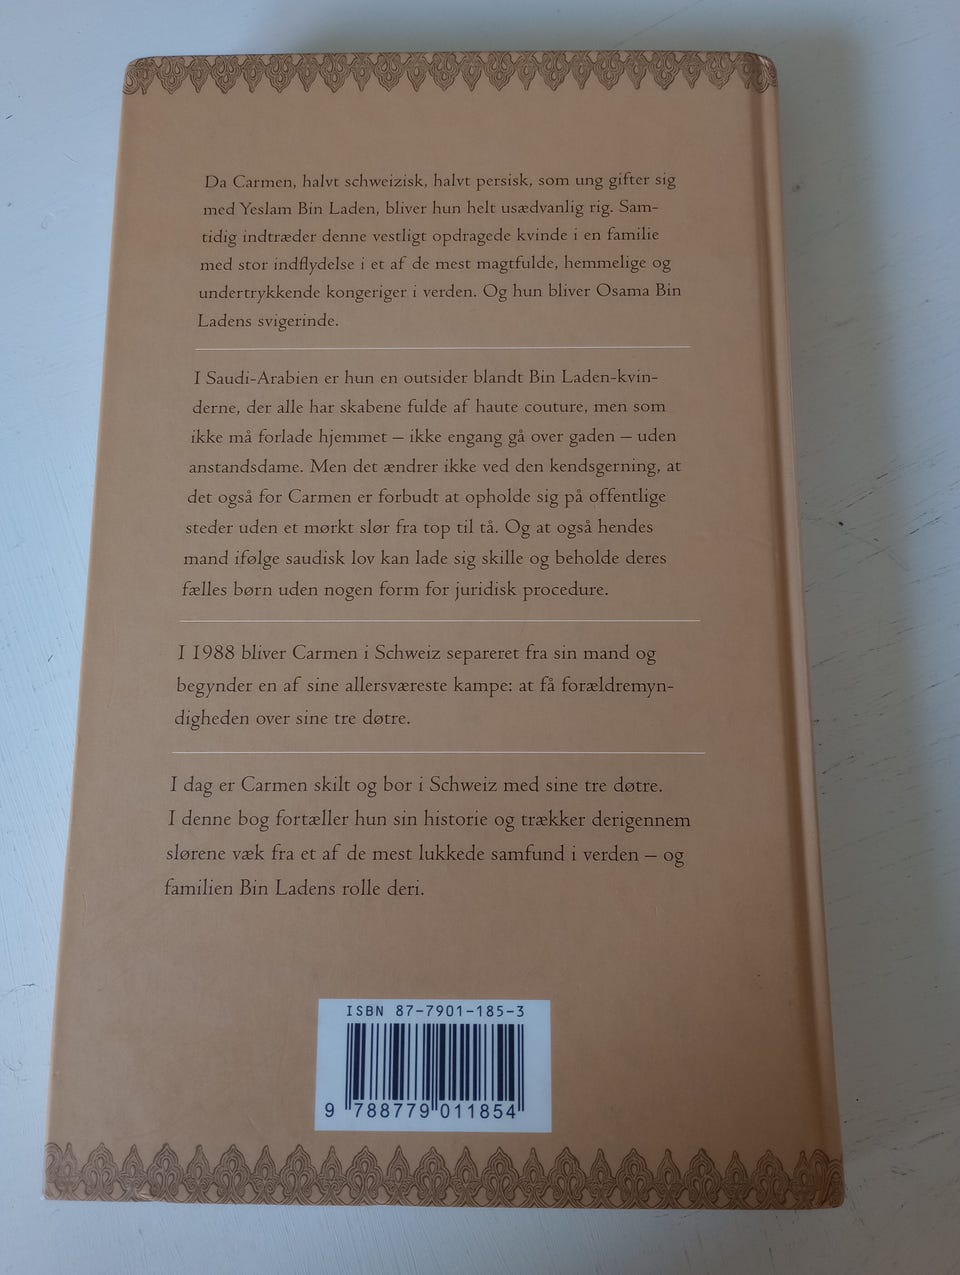 Da Carmen, halvt schweizisk, halvt persisk, som ung gifter sig
med Yeslam Bin Laden, bliver hun helt usædvanlig rig. Sam-
tidig indtræder denne vestligt opdragede kvinde i en familie
med stor indflydelse i et af de mest magtfulde, hemmelige og
undertrykkende kongeriger i verden. Og hun bliver Osama Bin
Ladens svigerinde.
I Saudi-Arabien er hun en outsider blandt Bin Laden-kvin-
derne, der alle har skabene fulde af haute couture, men som
ikke må forlade hjemmet – ikke engang gå over gaden – uden
anstandsdame. Men det ændrer ikke ved den kendsgerning, at
det også for Carmen er forbudt at opholde sig på offentlige
steder uden et mørkt slør fra top til tå. Og at også hendes
mand ifølge saudisk lov kan lade sig skille og beholde deres
fælles børn uden nogen form for juridisk procedure.
I 1988 bliver Carmen i Schweiz separeret fra sin mand og
begynder en af sine allersværeste kampe: at få forældremyn-
digheden over sine tre døtre.
I dag er Carmen skilt og bor i Schweiz med sine tre døtre.
I denne bog fortæller hun sin historie og trækker derigennem
slørene væk fra et af de mest lukkede samfund i verden – og
familien Bin Ladens rolle deri.
ISBN 87-7901-185-3
9 788779 011854